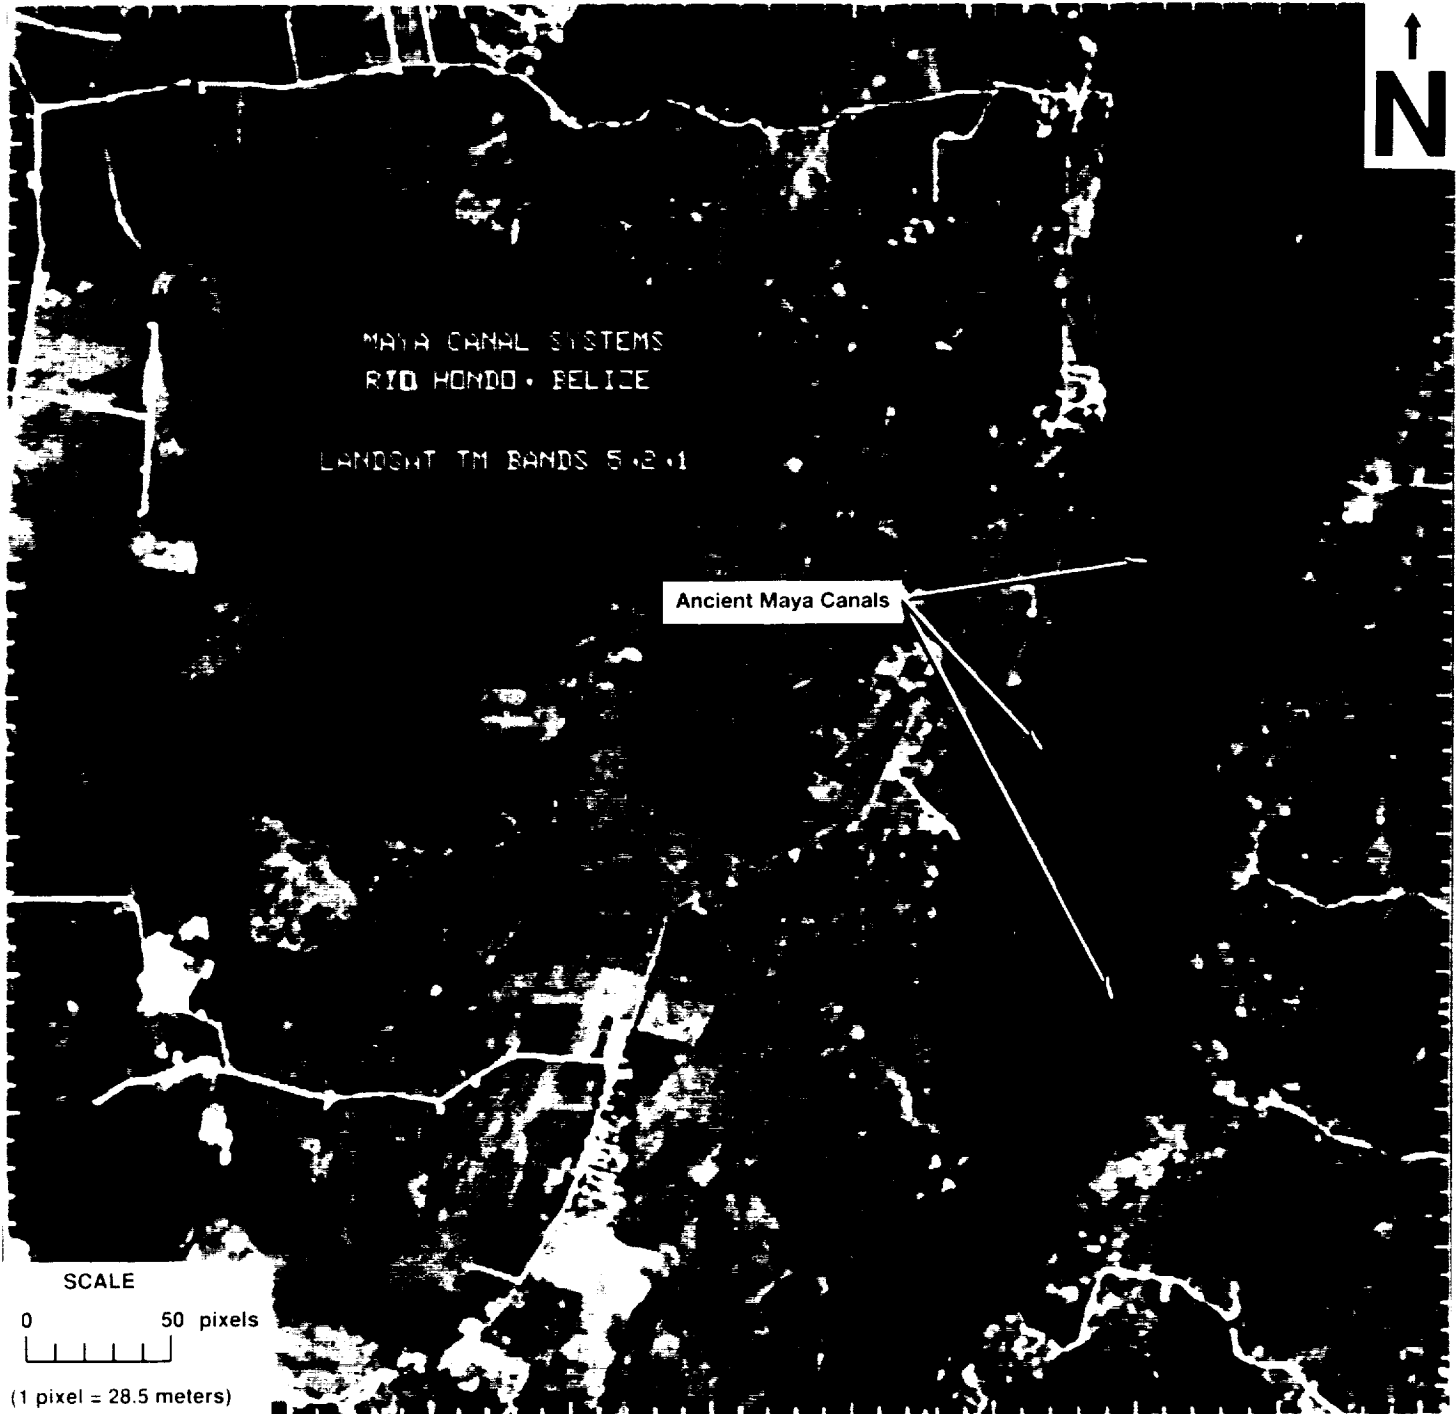 N
MAYA CANAL SYSTEMS
RIO HONDO, BELIZE
LANDSAT TM BANDS 5,2,1
Ancient Maya Canals
SCALE
0 50 pixels
(1 pixel = 28.5 meters)